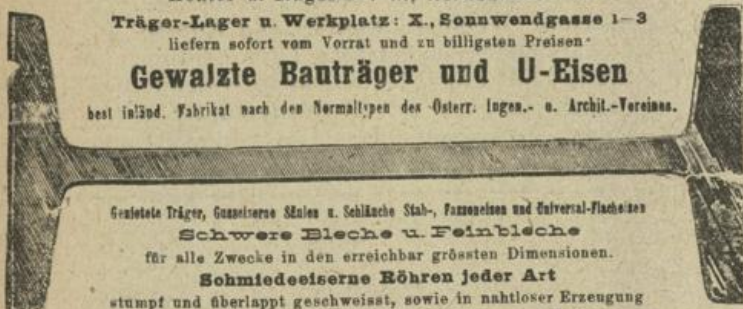 Träger-Lager u. Werkplatz: X., Sonnwendgasse 1–3
liefern sofort vom Vorrat und zu billigsten Preisen
Gewalzte Bauträger und U-Eisen
best inländ. Fabrikat nach den Normaltypen des Österr. Ingen.- u. Archit.-Vereines.
Genietete Träger, Gusseiserne Säulen u. Schläuche Stab-, Fassoneisen und Universal-Flacheisen
Schwere Bleche u. Feinbleche
für alle Zwecke in den erreichbar grössten Dimensionen.
Schmiedeeiserne Röhren jeder Art
stumpf und überlappt geschweisst, sowie in nahtloser Erzeugung